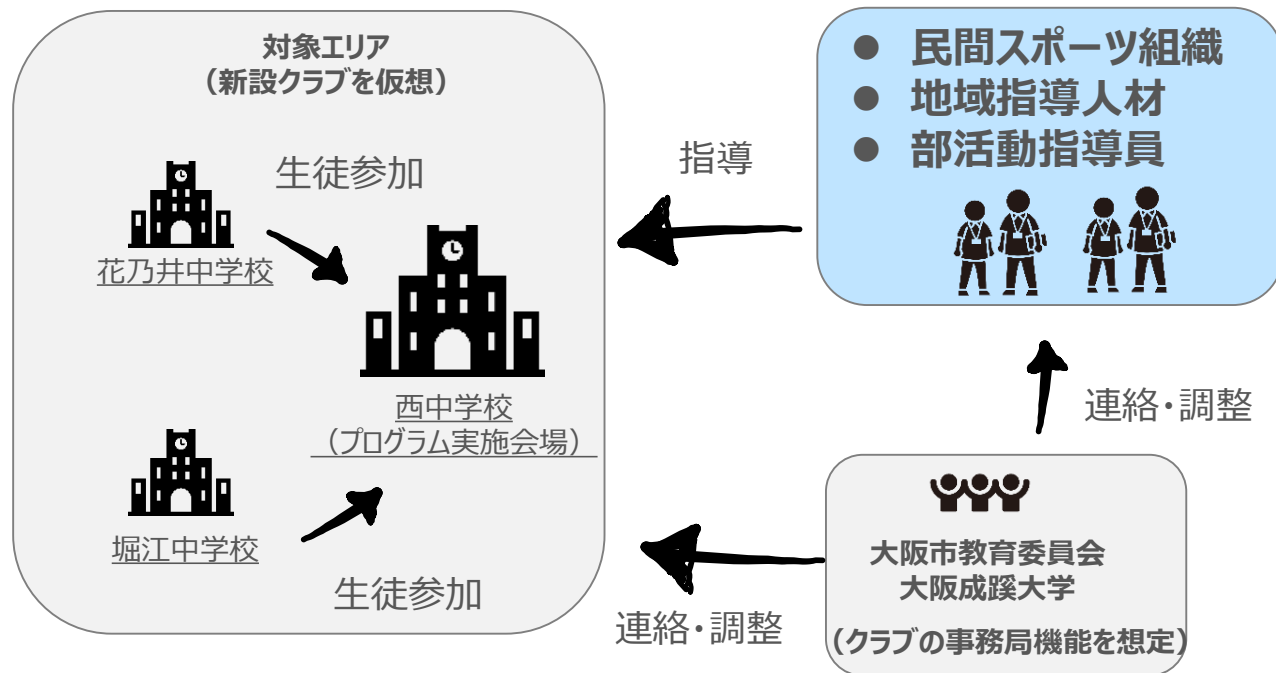 対象エリア
（新設クラブを仮想）
生徒参加
花乃井中学校
西中学校
（プログラム実施会場）
堀江中学校
生徒参加
指導
● 民間スポーツ組織
● 地域指導人材
● 部活動指導員
連絡・調整
連絡・調整
大阪市教育委員会
大阪成蹊大学
（クラブの事務局機能を想定）